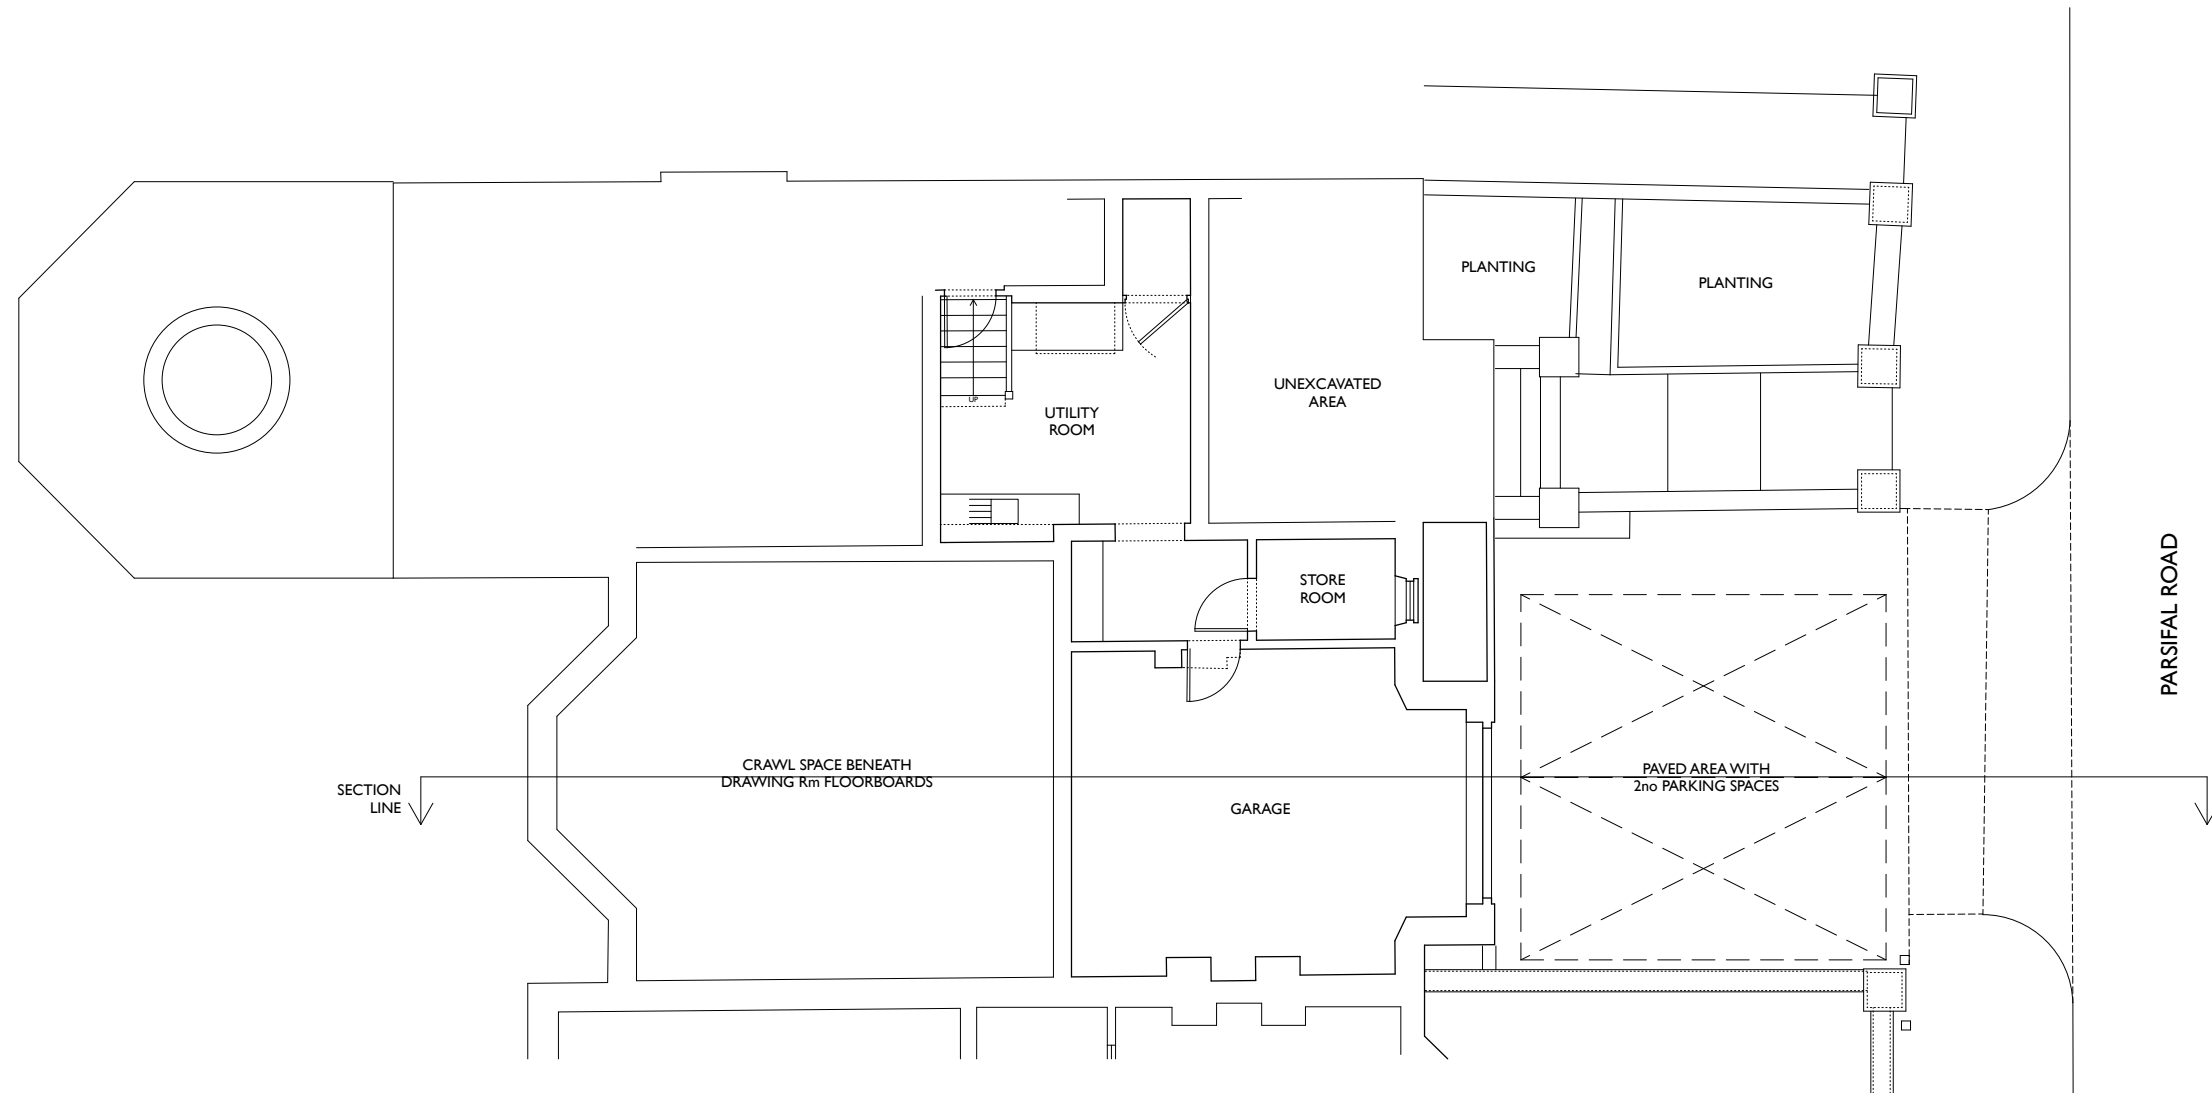 PLANTING
PLANTING
UNEXCAVATED
AREA
UP
UTILITY
ROOM
STORE
ROOM
PARSIFAL ROAD
CRAWL SPACE BENEATH
DRAWING Rm FLOORBOARDS
PAVED AREA WITH
2no PARKING SPACES
SECTION
LINE
GARAGE